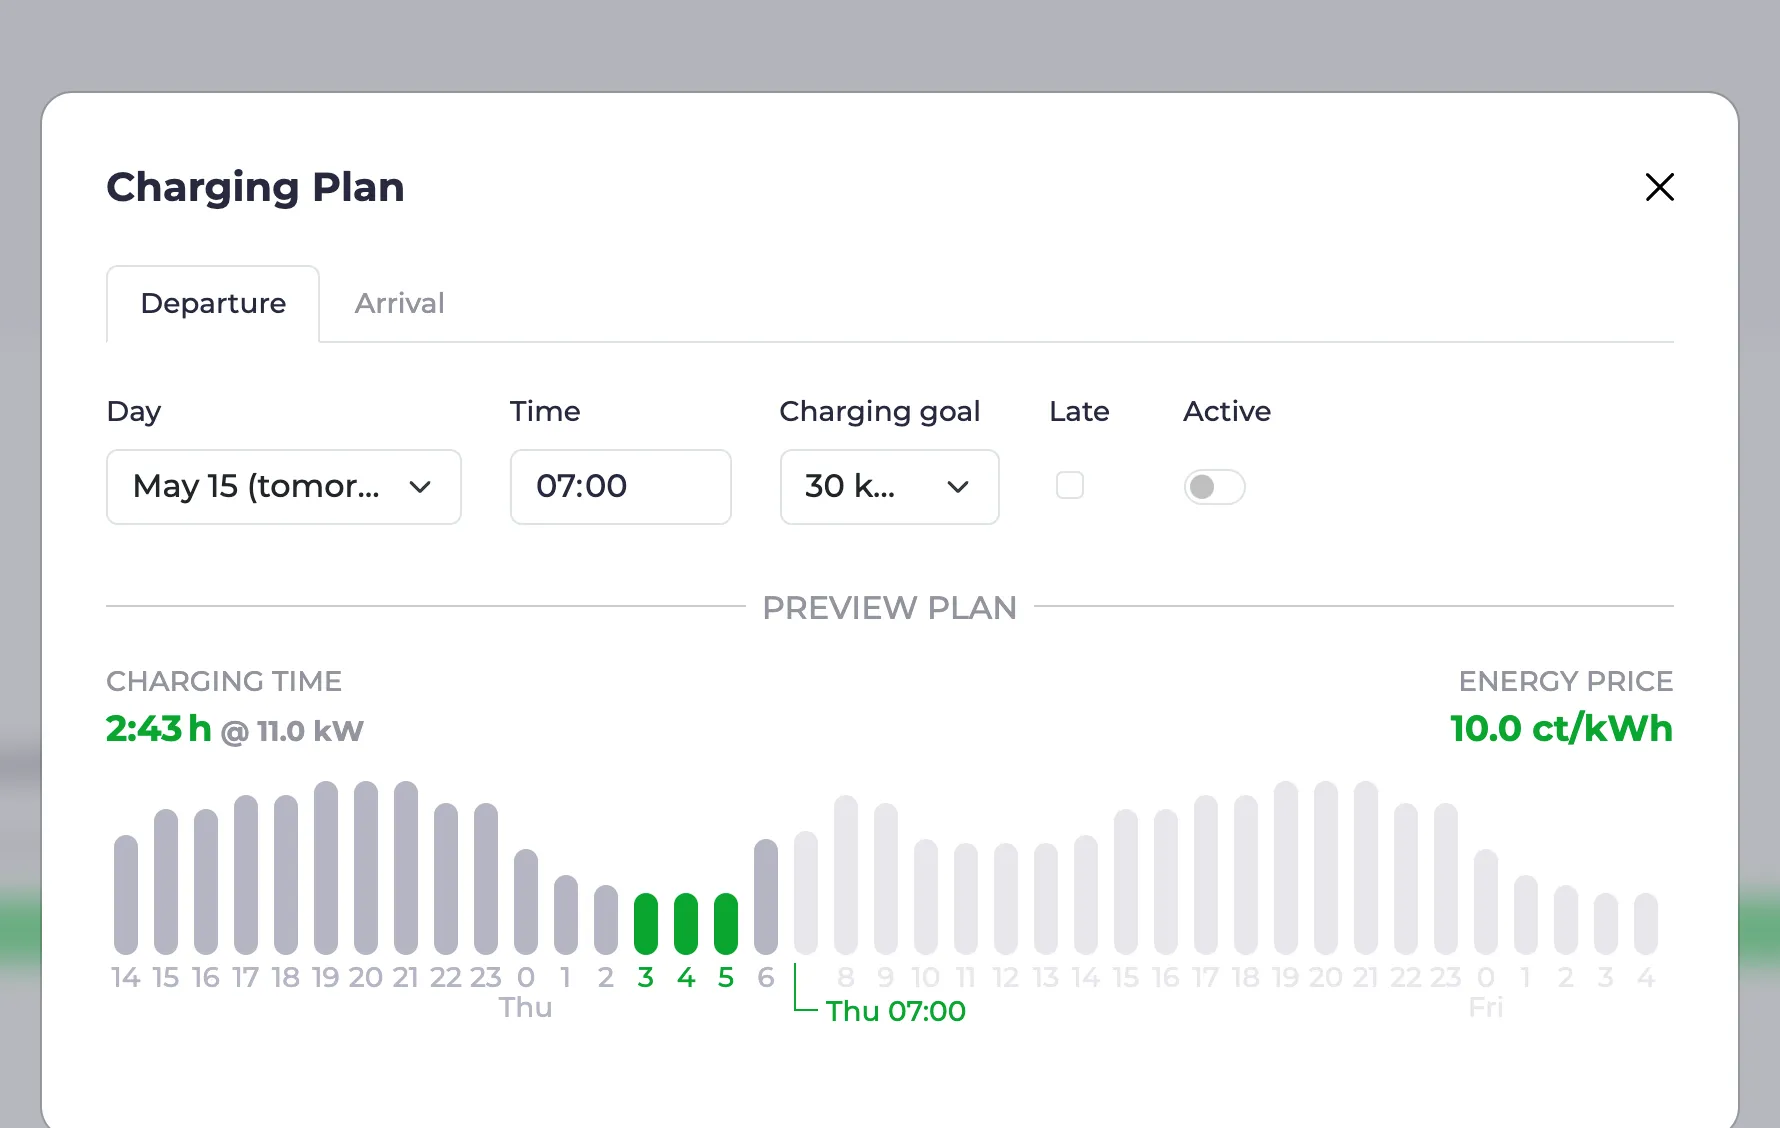 Charging Plan
Departure Arrival
Day Time Charging goal Late Active
May 15 (tomor... 07:00 30 k...
PREVIEW PLAN
CHARGING TIME ENERGY PRICE
2:43 h @ 11.0 kW 10.0 ct/kWh
14 15 16 17 18 19 20 21 22 23 0 1 2 3 4 5 6 8 9 10 11 12 13 14 15 16 17 18 19 20 21 22 23 0 1 2 3 4
Thu Thu 07:00 Fri